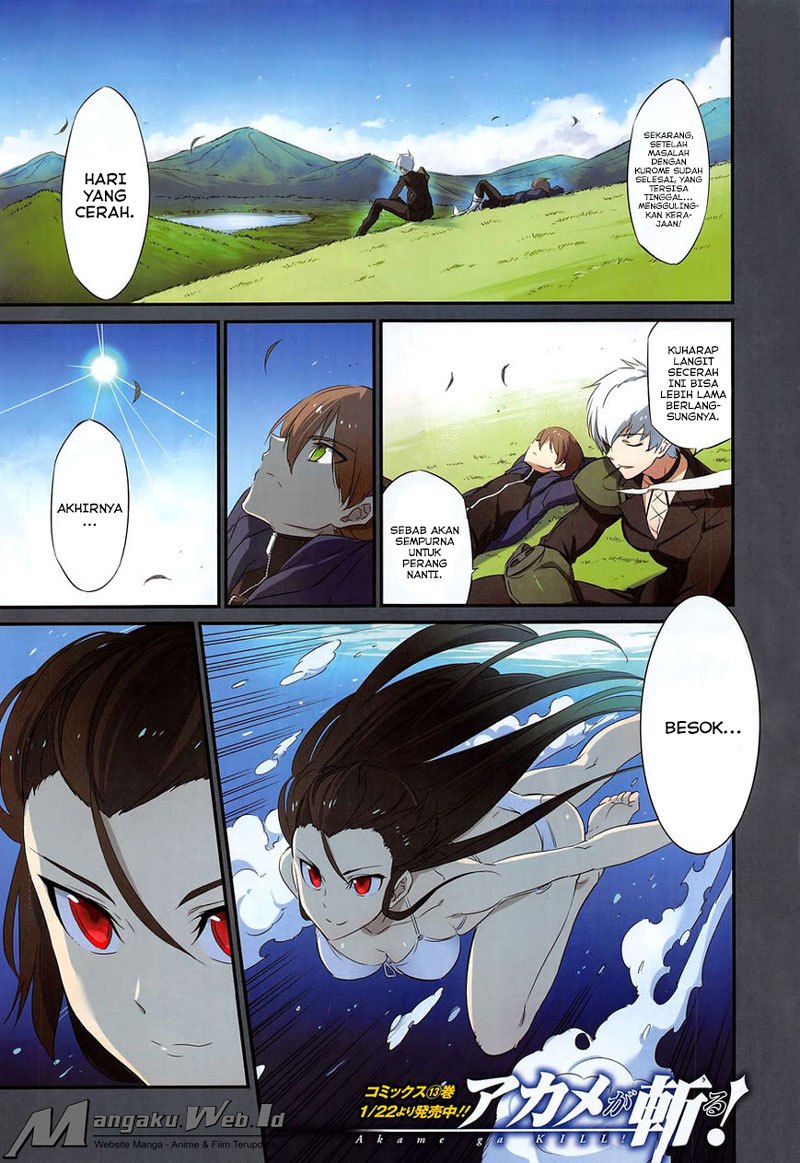 SEKARANG,
SETELAH
MASALAH
DENGAN
KUROME SUDAH
SELESAI, YANG
TERSISA
TINGGAL...
MENGGULING-
KAN KERA-
JAAN!
HARI
YANG
CERAH.
KUHARAP
LANGIT
SECERAH
INI BISA
LEBIH LAMA
BERLANG-
SUNGNYA.
SEBAB AKAN
SEMPURNA
UNTUK
PERANG
NANTI.
AKHIRNYA
...
BESOK...
コミックス⑬巻
1/22より発売中!!
アカメが斬る!
Akame ga KILL!
Mangaku.Web.Id
Website Manga - Anime & Film Terupdate